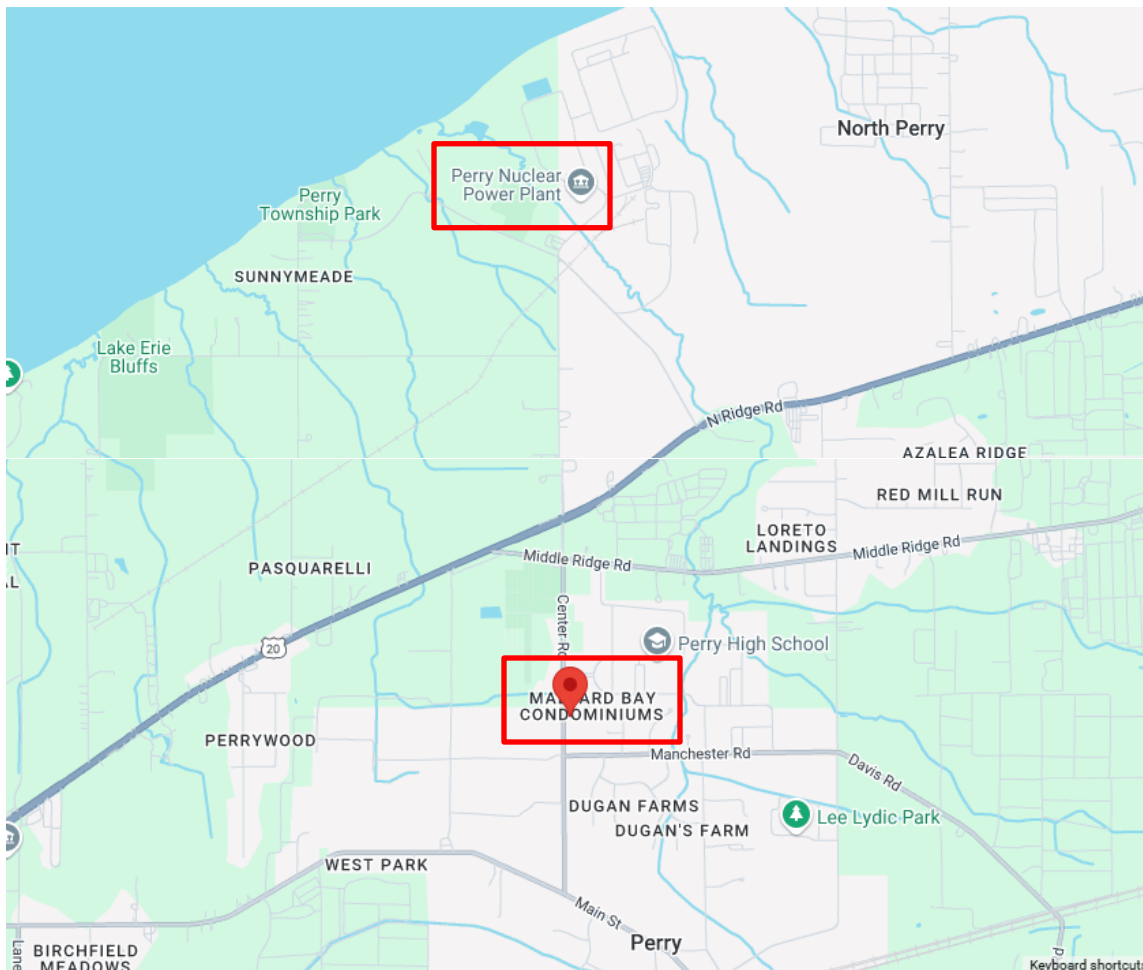 North Perry
Perry Nuclear
Power Plant
Perry
Township Park
SUNNYMEADE
Lake Erie
Bluffs
N Ridge Rd
AZALEA RIDGE
RED MILL RUN
LORETO
LANDINGS
Middle Ridge Rd
Middle Ridge Rd
PASQUARELLI
Center Rd
20
Perry High School
BAY
CONDOMINIUMS
PERRYWOOD
Manchester Rd
Davis Rd
DUGAN FARMS
DUGAN'S FARM
Lee Lydic Park
WEST PARK
Main St
Perry
BIRCHFIELD
MEADOWS
Lane
Keyboard shortcuts